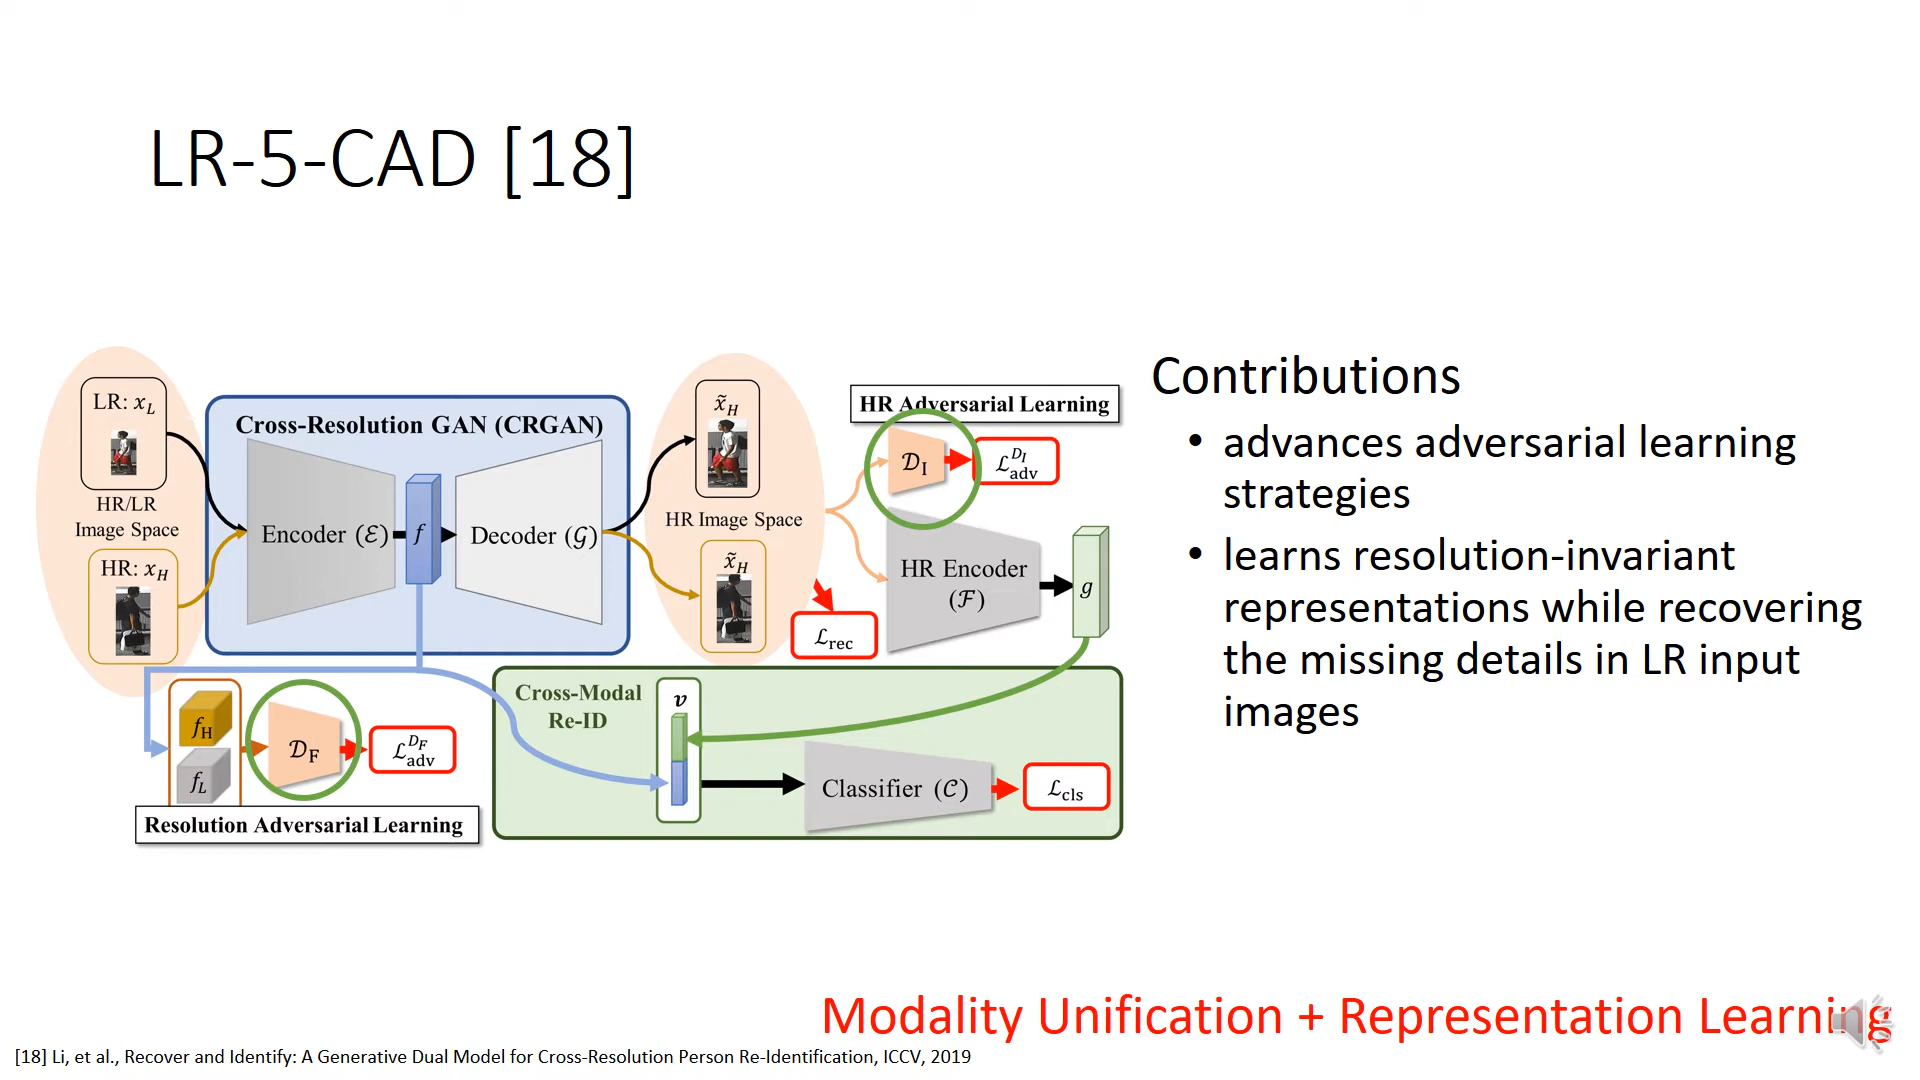 LR-5-CAD [18]
LR: x_L
HR/LR
Image Space
HR: x_H
Cross-Resolution GAN (CRGAN)
Encoder (ℰ)
f
Decoder (𝒢)
x̃_H
HR Image Space
x̃_H
HR Adversarial Learning
𝒟_I
ℒ_adv^{D_I}
HR Encoder
(ℱ)
g
ℒ_rec
f_H
f_L
𝒟_F
ℒ_adv^{D_F}
Resolution Adversarial Learning
Cross-Modal
Re-ID
v
Classifier (𝒞)
ℒ_cls
Contributions
• advances adversarial learning
strategies
• learns resolution-invariant
representations while recovering
the missing details in LR input
images
Modality Unification + Representation Learning
[18] Li, et al., Recover and Identify: A Generative Dual Model for Cross-Resolution Person Re-Identification, ICCV, 2019